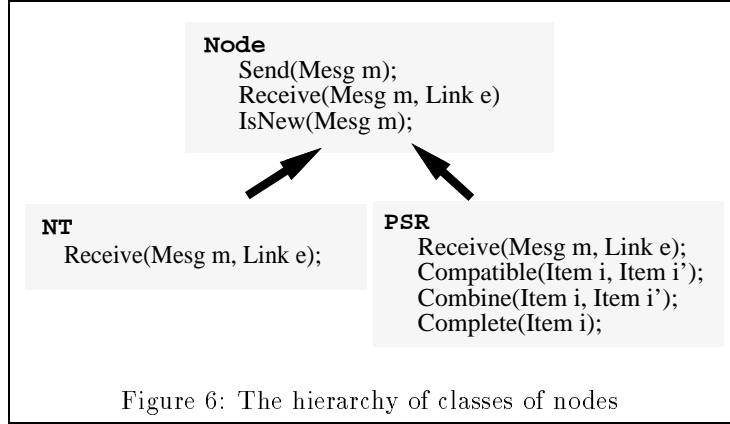 Node
Send(Mesg m);
Receive(Mesg m, Link e)
IsNew(Mesg m);
NT
Receive(Mesg m, Link e);
PSR
Receive(Mesg m, Link e);
Compatible(Item i, Item i’);
Combine(Item i, Item i’);
Complete(Item i);
Figure 6: The hierarchy of classes of nodes